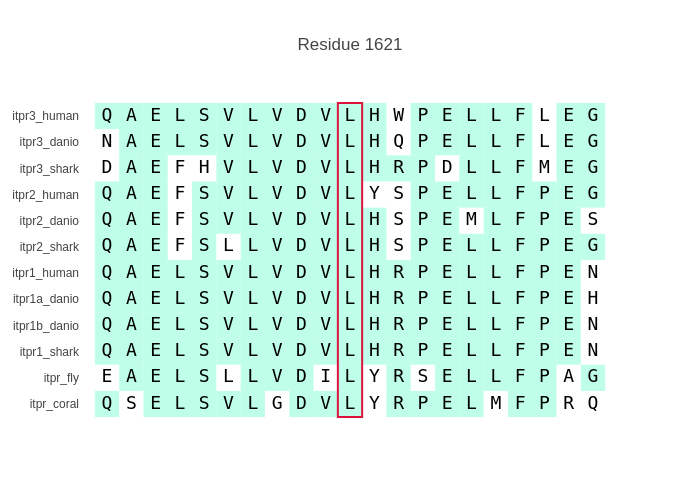 Residue 1621
itpr3_human Q A E L S V L V D V L H W P E L L F L E G
itpr3_danio N A E L S V L V D V L H Q P E L L F L E G
itpr3_shark D A E F H V L V D V L H R P D L L F M E G
itpr2_human Q A E F S V L V D V L Y S P E L L F P E G
itpr2_danio Q A E F S V L V D V L H S P E M L F P E S
itpr2_shark Q A E F S L L V D V L H S P E L L F P E G
itpr1_human Q A E L S V L V D V L H R P E L L F P E N
itpr1a_danio Q A E L S V L V D V L H R P E L L F P E H
itpr1b_danio Q A E L S V L V D V L H R P E L L F P E N
itpr1_shark Q A E L S V L V D V L H R P E L L F P E N
itpr_fly E A E L S L L V D I L Y R S E L L F P A G
itpr_coral Q S E L S V L G D V L Y R P E L M F P R Q